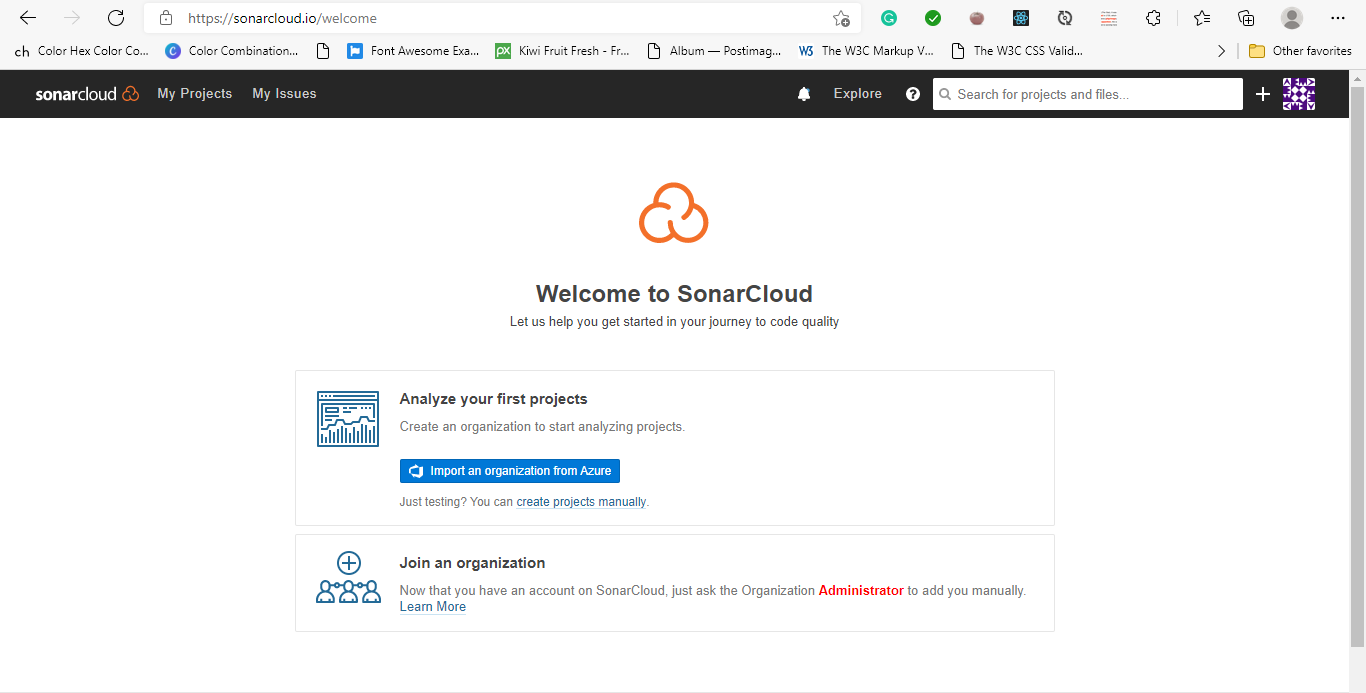 https://sonarcloud.io/welcome
ch Color Hex Color Co... C Color Combination... Font Awesome Exa... px Kiwi Fruit Fresh - Fr... Album — Postimag... W3 The W3C Markup V... The W3C CSS Valid... Other favorites
sonarcloud My Projects My Issues Explore ? Search for projects and files...
Welcome to SonarCloud
Let us help you get started in your journey to code quality
Analyze your first projects
Create an organization to start analyzing projects.
Import an organization from Azure
Just testing? You can create projects manually.
Join an organization
Now that you have an account on SonarCloud, just ask the Organization Administrator to add you manually.
Learn More